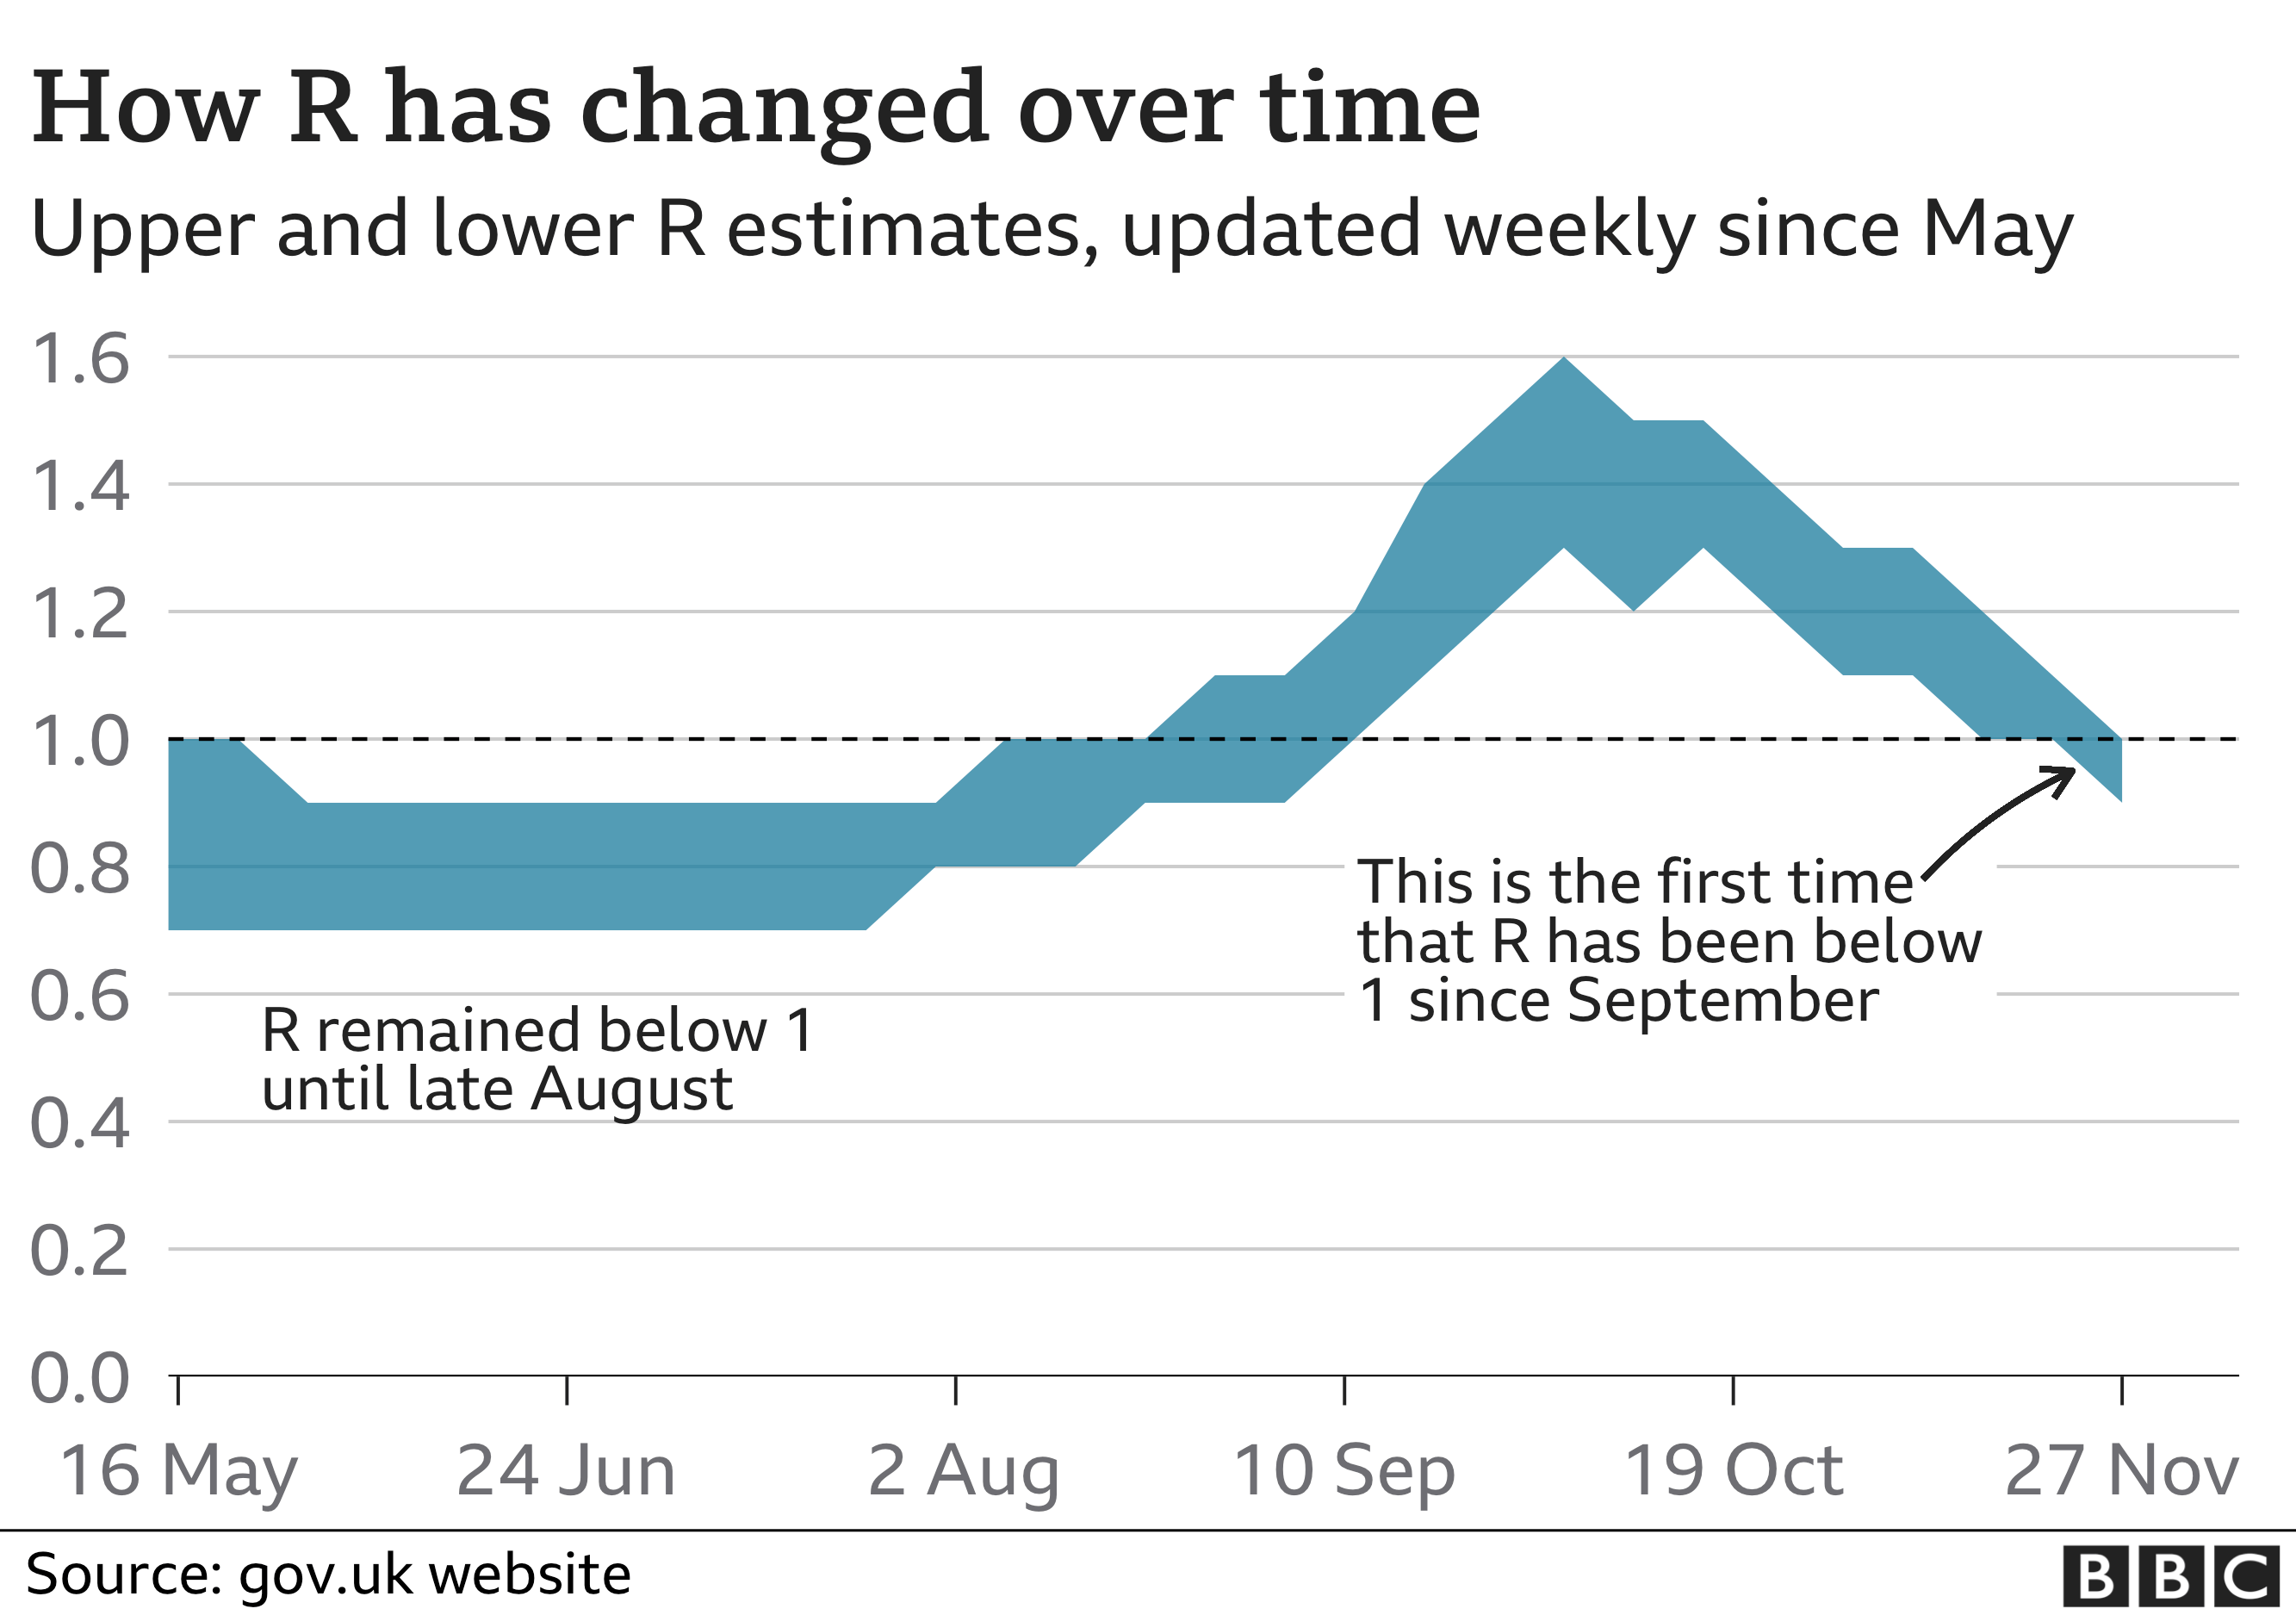 How R has changed over time
Upper and lower R estimates, updated weekly since May
1.6
1.4
1.2
1.0
0.8
This is the first time
that R has been below
1 since September
0.6
R remained below 1
until late August
0.4
0.2
0.0
16 May 24 Jun 2 Aug 10 Sep 19 Oct 27 Nov
Source: gov.uk website
BBC